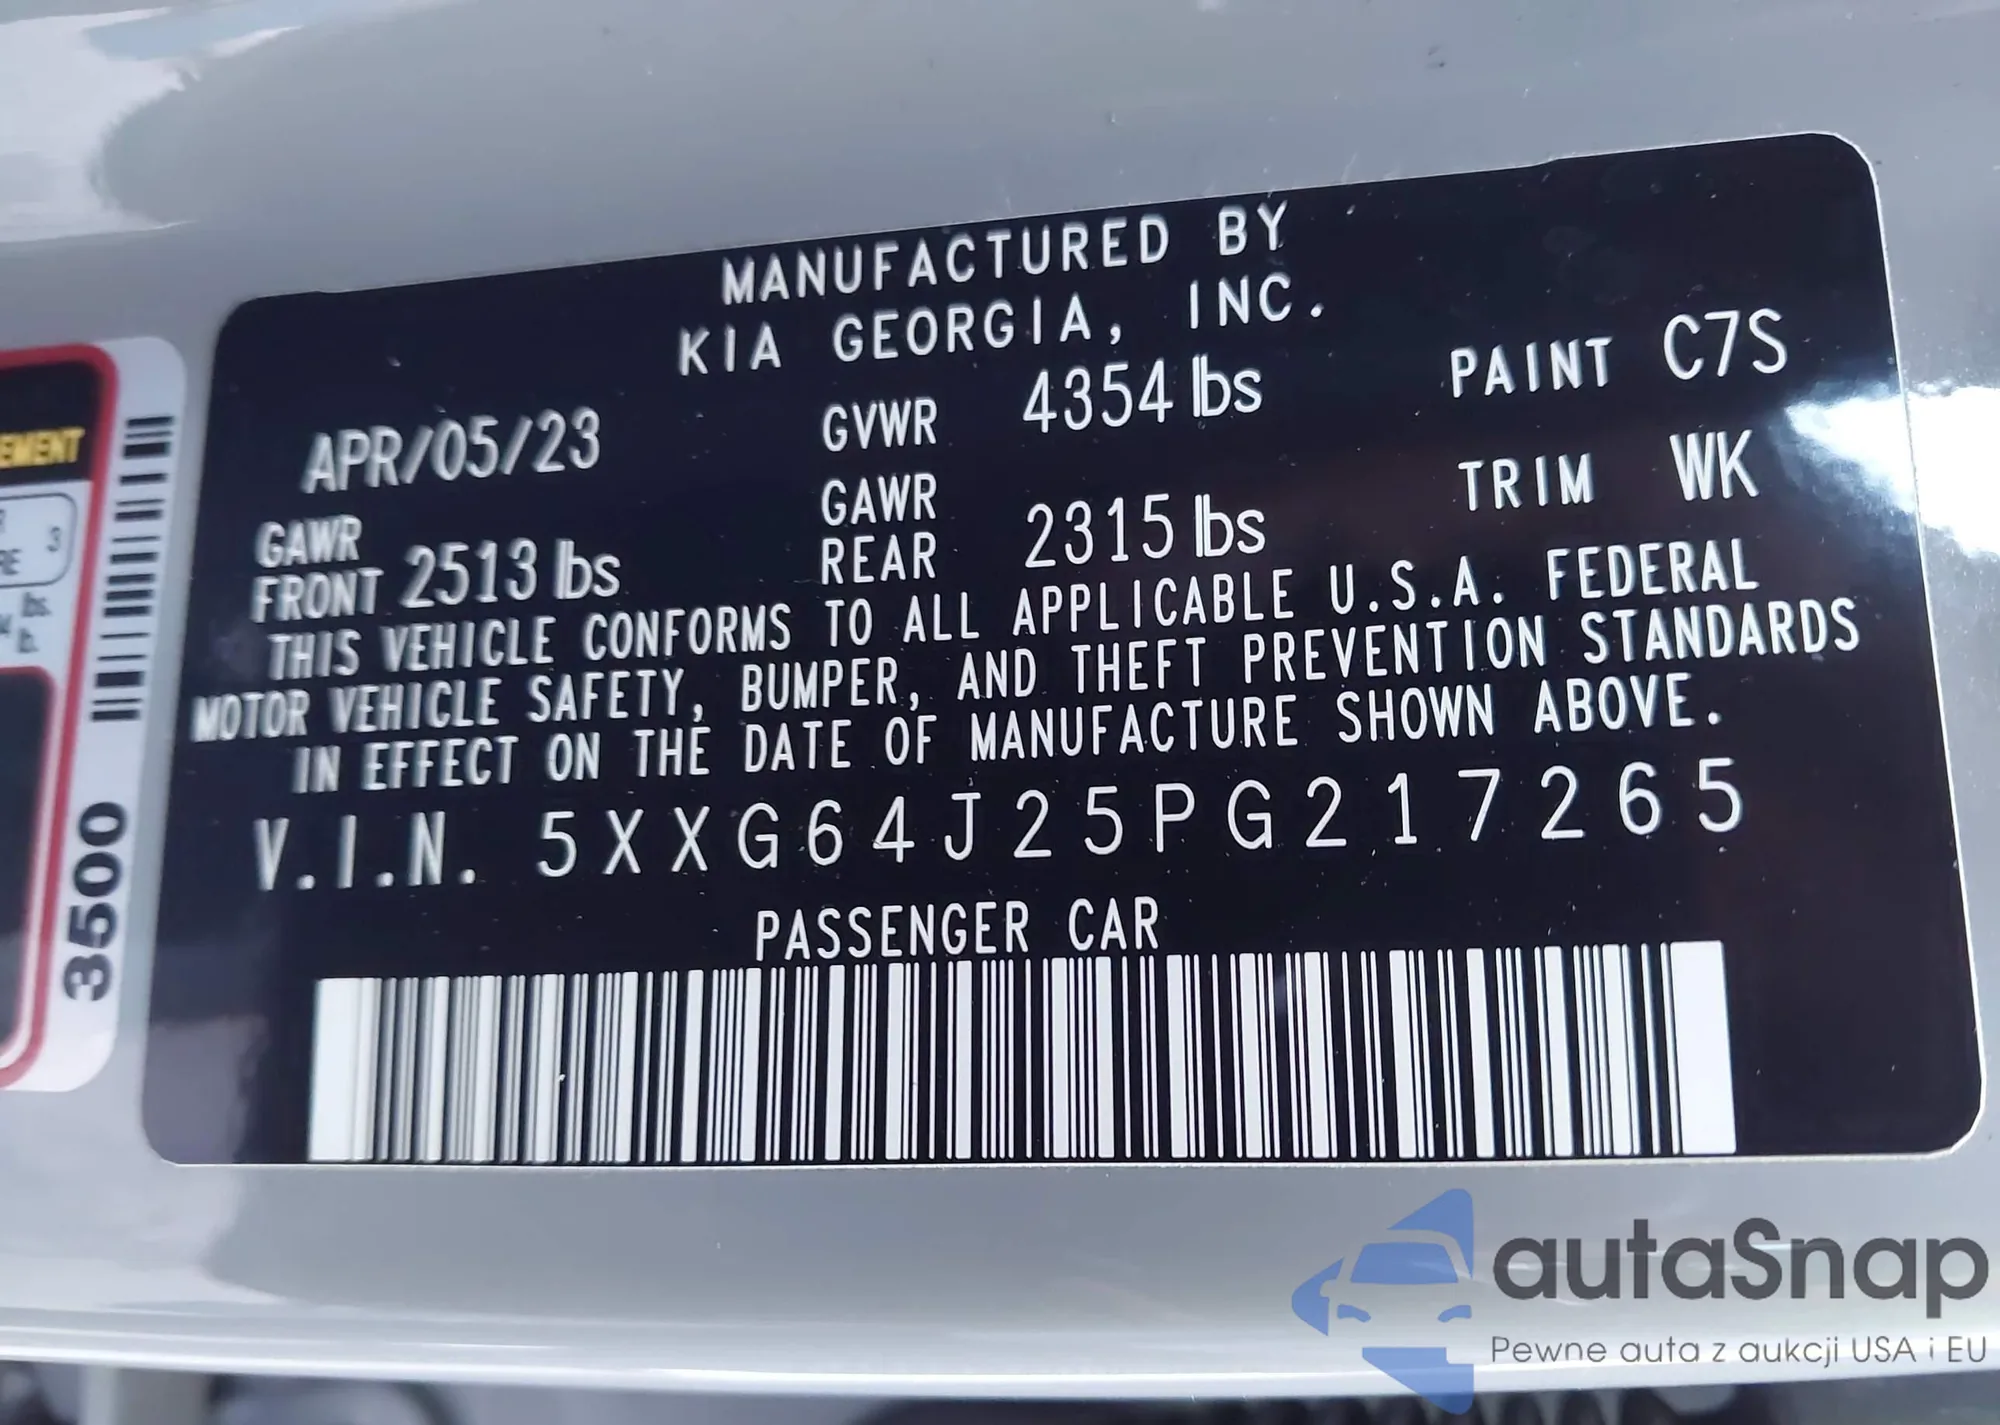 MANUFACTURED BY
KIA GEORGIA, INC.
APR/05/23 GVWR 4354 lbs PAINT C7S
GAWR FRONT 2513 lbs GAWR REAR 2315 lbs TRIM WK
THIS VEHICLE CONFORMS TO ALL APPLICABLE U.S.A. FEDERAL
MOTOR VEHICLE SAFETY, BUMPER, AND THEFT PREVENTION STANDARDS
IN EFFECT ON THE DATE OF MANUFACTURE SHOWN ABOVE.
V.I.N. 5XXG64J25PG217265
PASSENGER CAR
3500
3
lbs.
lb.
autaSnap
Pewne auta z aukcji USA i EU